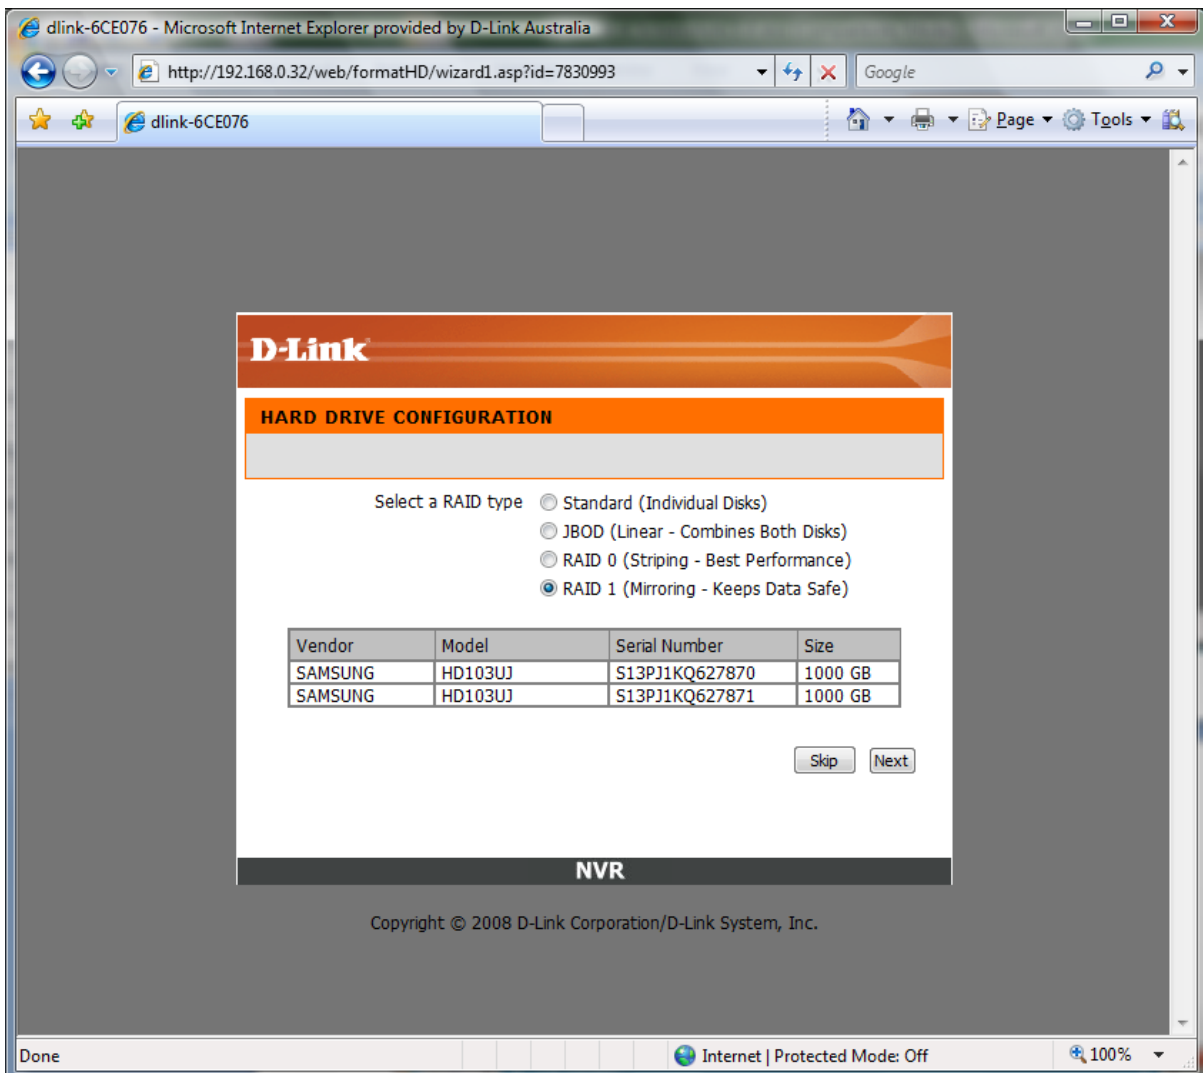 dlink-6CE076 - Microsoft Internet Explorer provided by D-Link Australia
http://192.168.0.32/web/formatHD/wizard1.asp?id=7830993
Google
dlink-6CE076
Page
Tools
D-Link
HARD DRIVE CONFIGURATION
Select a RAID type
Standard (Individual Disks)
JBOD (Linear - Combines Both Disks)
RAID 0 (Striping - Best Performance)
RAID 1 (Mirroring - Keeps Data Safe)
Vendor Model Serial Number Size
SAMSUNG HD103UJ S13PJ1KQ627870 1000 GB
SAMSUNG HD103UJ S13PJ1KQ627871 1000 GB
Skip Next
NVR
Copyright © 2008 D-Link Corporation/D-Link System, Inc.
Done Internet | Protected Mode: Off 100%